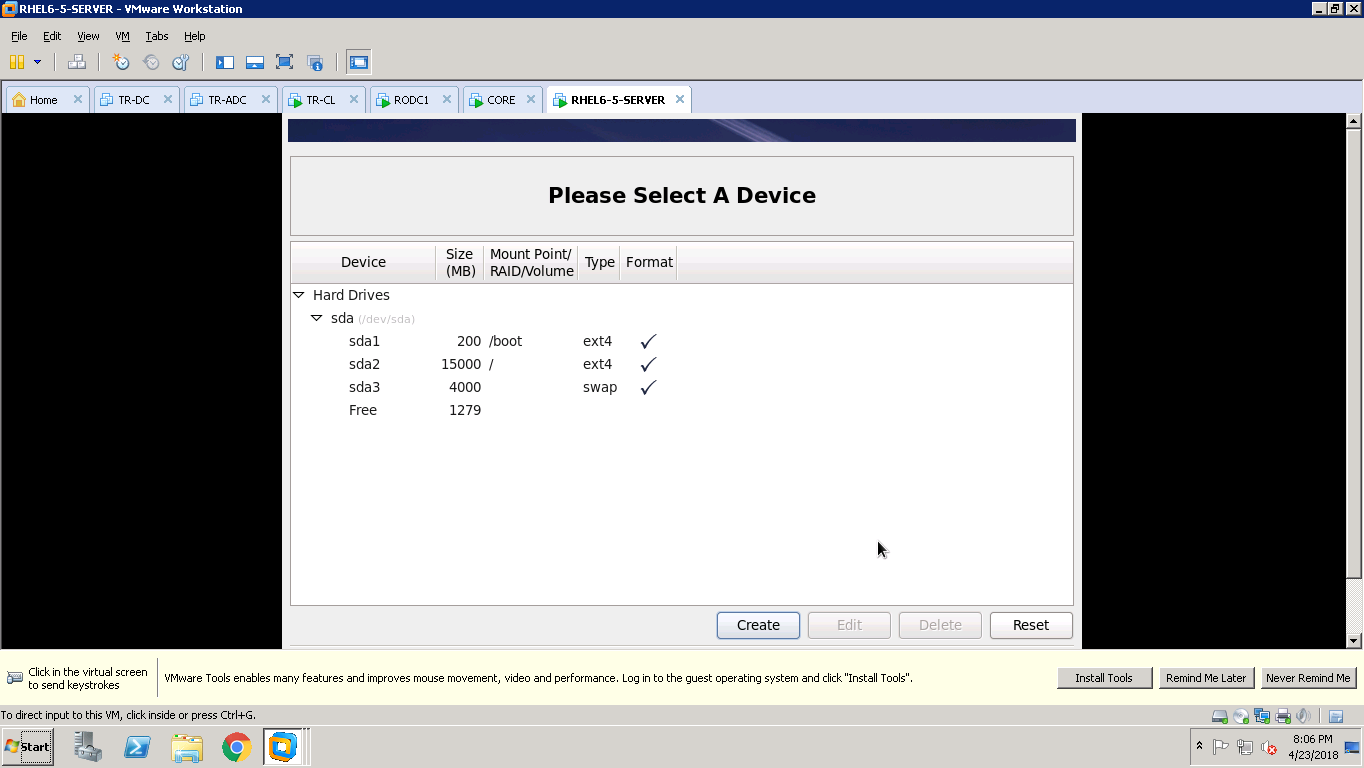 RHEL6-5-SERVER - VMware Workstation
File Edit View VM Tabs Help
Home TR-DC TR-ADC TR-CL RODC1 CORE RHEL6-5-SERVER
Please Select A Device
Device Size (MB) Mount Point/ RAID/Volume Type Format
Hard Drives
sda (/dev/sda)
sda1 200 /boot ext4
sda2 15000 / ext4
sda3 4000 swap
Free 1279
Create Edit Delete Reset
Click in the virtual screen
to send keystrokes
VMware Tools enables many features and improves mouse movement, video and performance. Log in to the guest operating system and click "Install Tools".
Install Tools Remind Me Later Never Remind Me
To direct input to this VM, click inside or press Ctrl+G.
Start
8:06 PM
4/23/2018